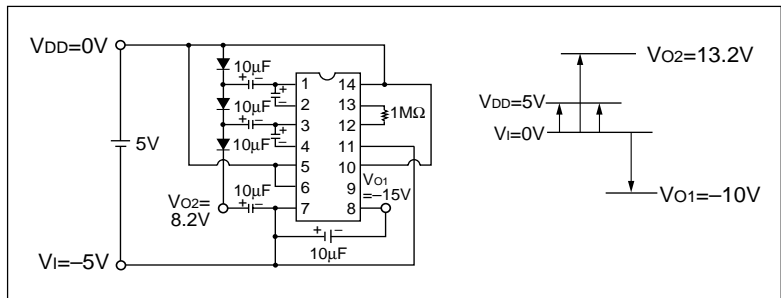 VDD=0V
5V
VI=–5V
10µF
+ –
10µF
+ –
10µF
+ –
10µF
+ –
+
–
+
–
VO2=
8.2V
1
2
3
4
5
6
7
14
13
12
11
10
9
8
1MΩ
VO1
=–15V
+ –
10µF
VO2=13.2V
VDD=5V
VI=0V
VO1=–10V